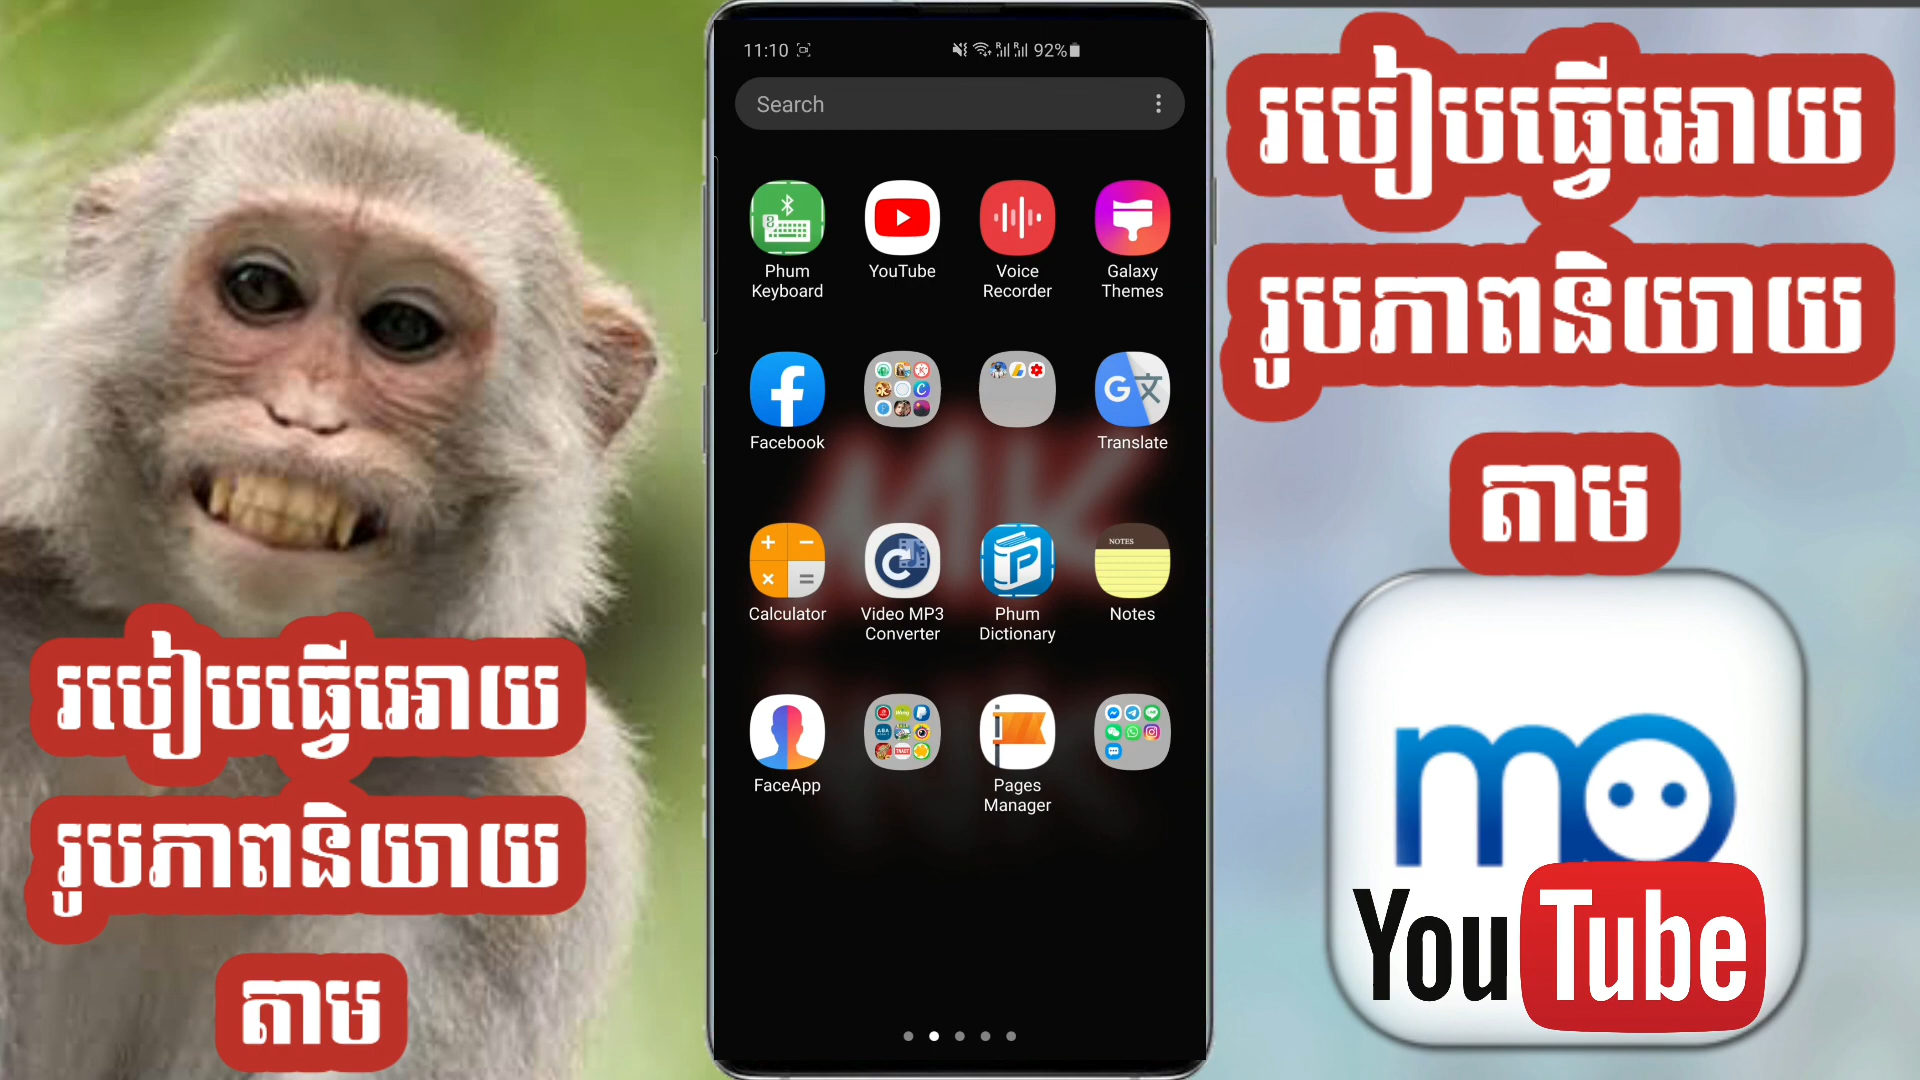 របៀបធ្វើអោយ
រូបភាពនិយាយ
តាម
11:10
92%
Search
Phum
Keyboard
YouTube
Voice
Recorder
Galaxy
Themes
Facebook
Translate
MK
Calculator
Video MP3
Converter
Phum
Dictionary
NOTES
Notes
FaceApp
Pages
Manager
របៀបធ្វើអោយ
រូបភាពនិយាយ
តាម
mo
YouTube